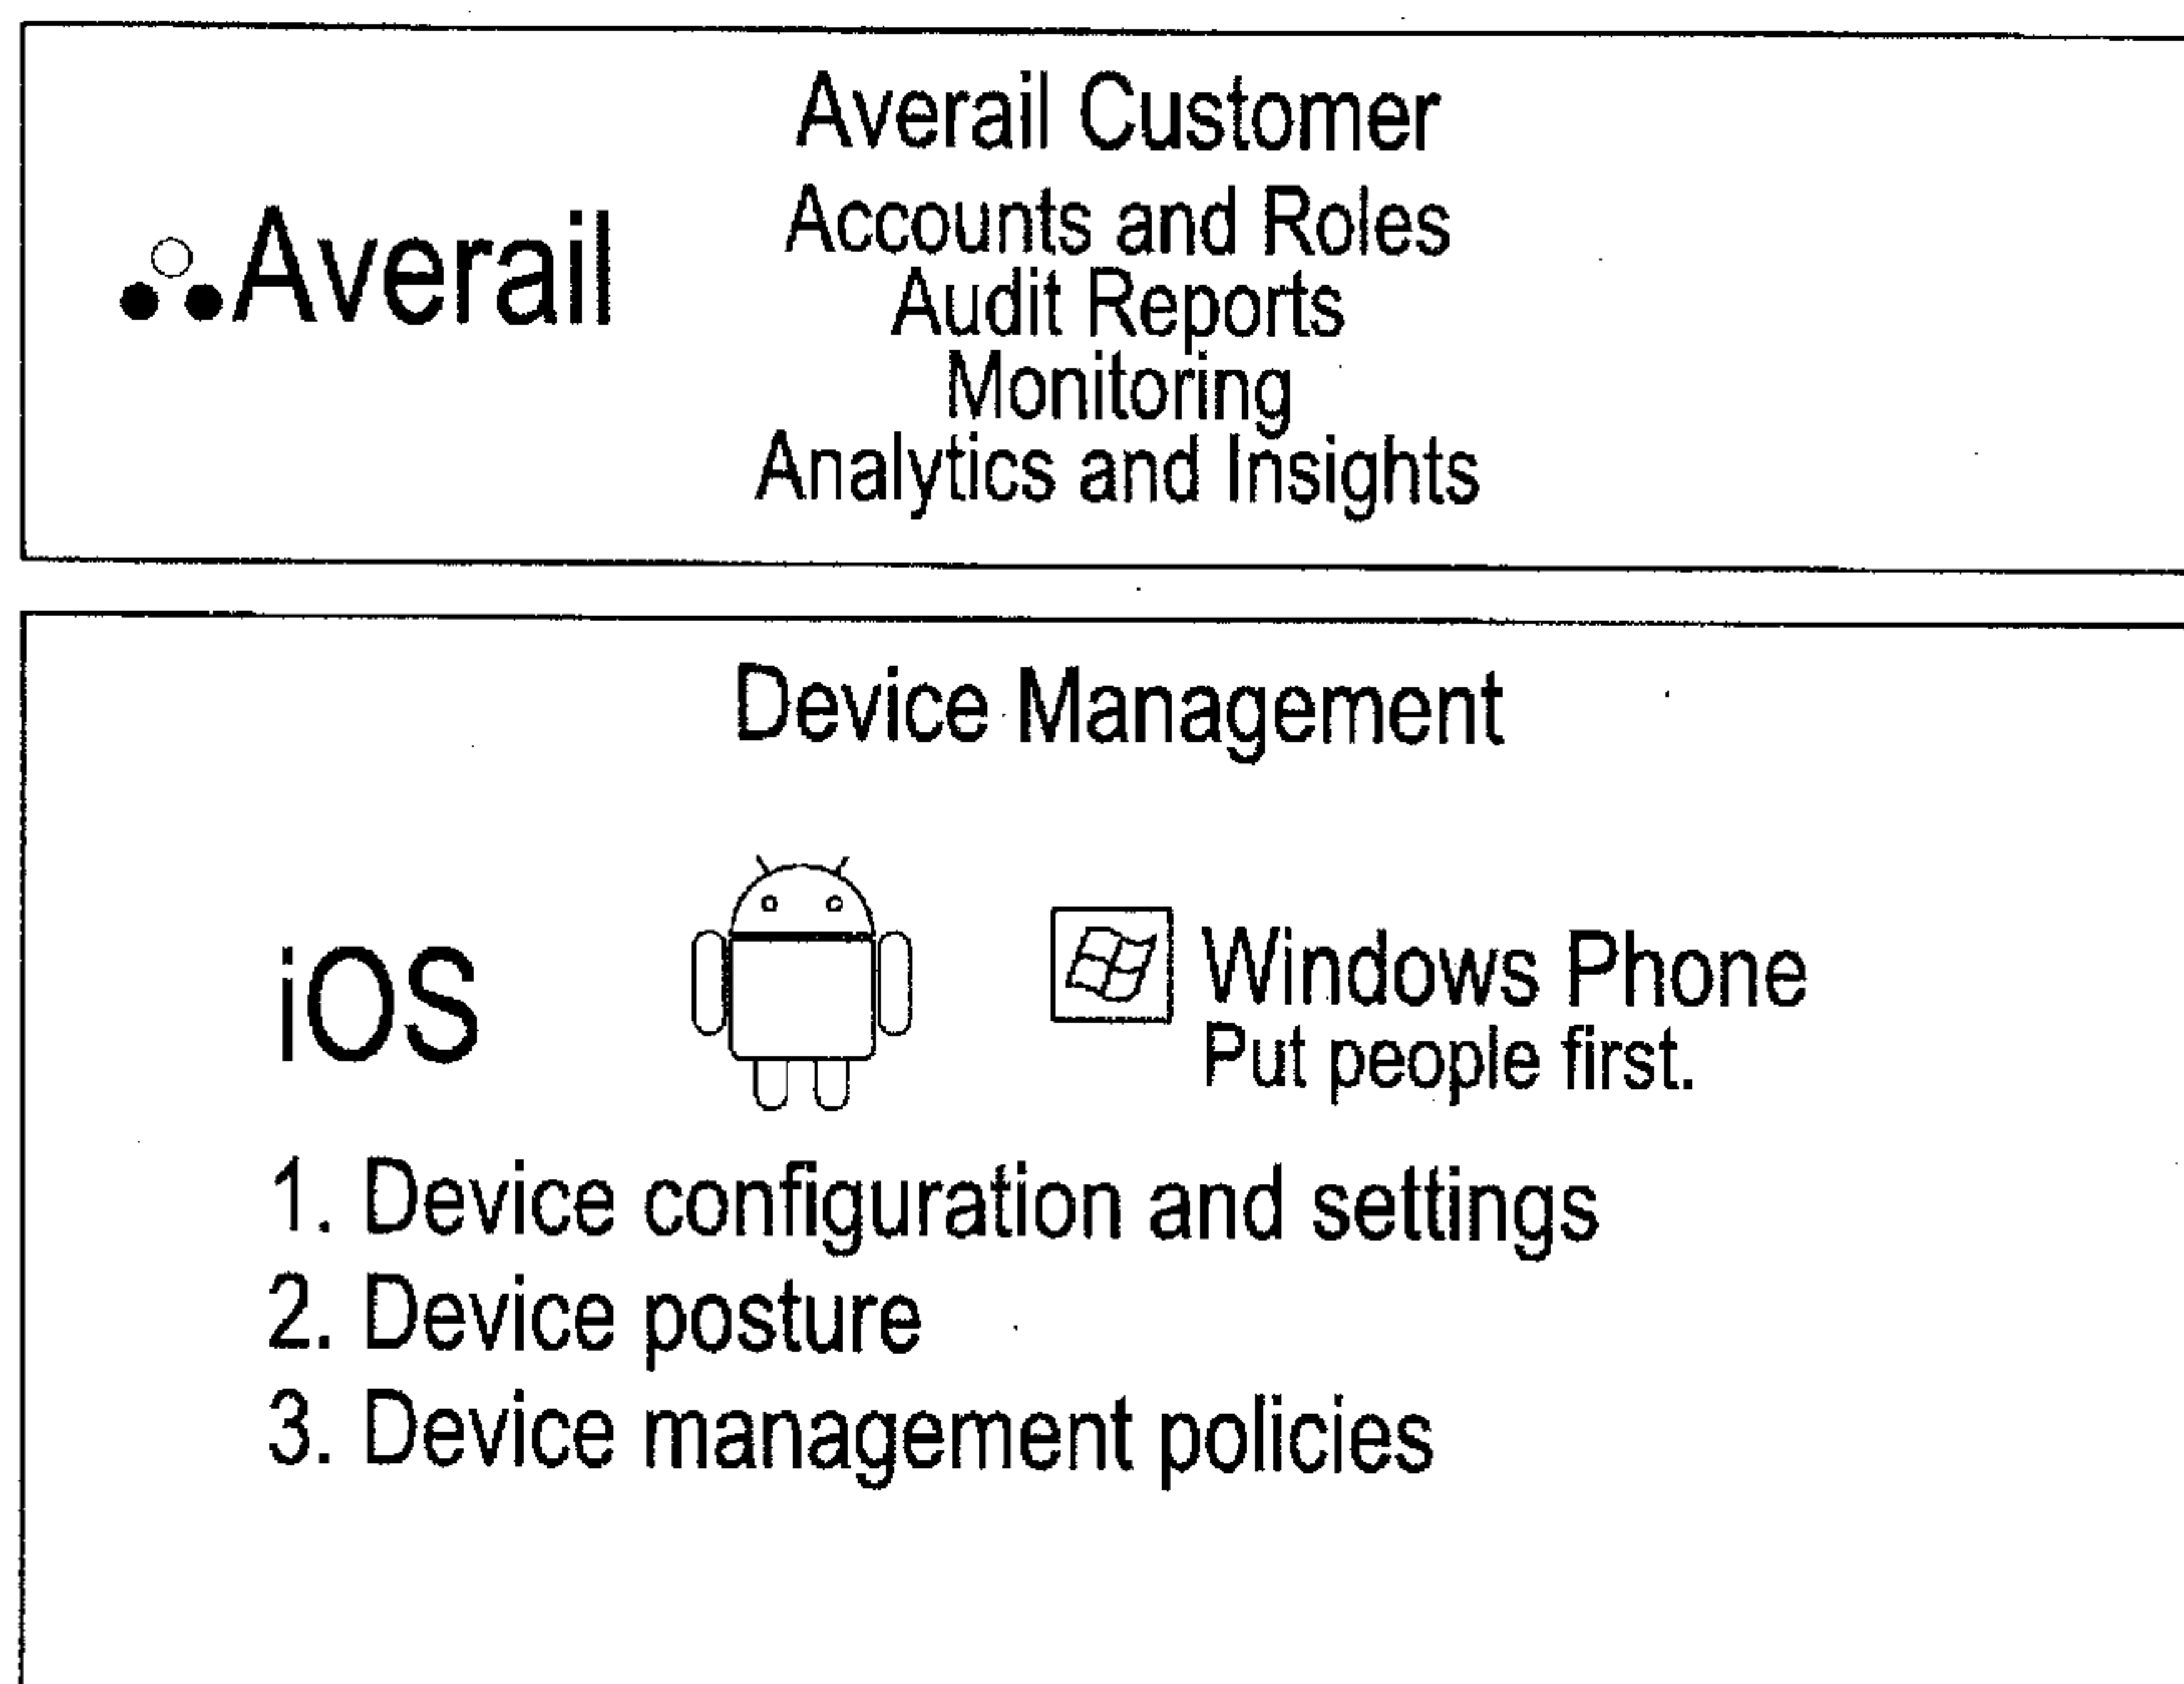 Averail Customer
Accounts and Roles
Averail
Audit Reports
Monitoring
Analytics and Insights
Device Management
iOS
Windows Phone
Put people first.
1. Device configuration and settings
2. Device posture
3. Device management policies